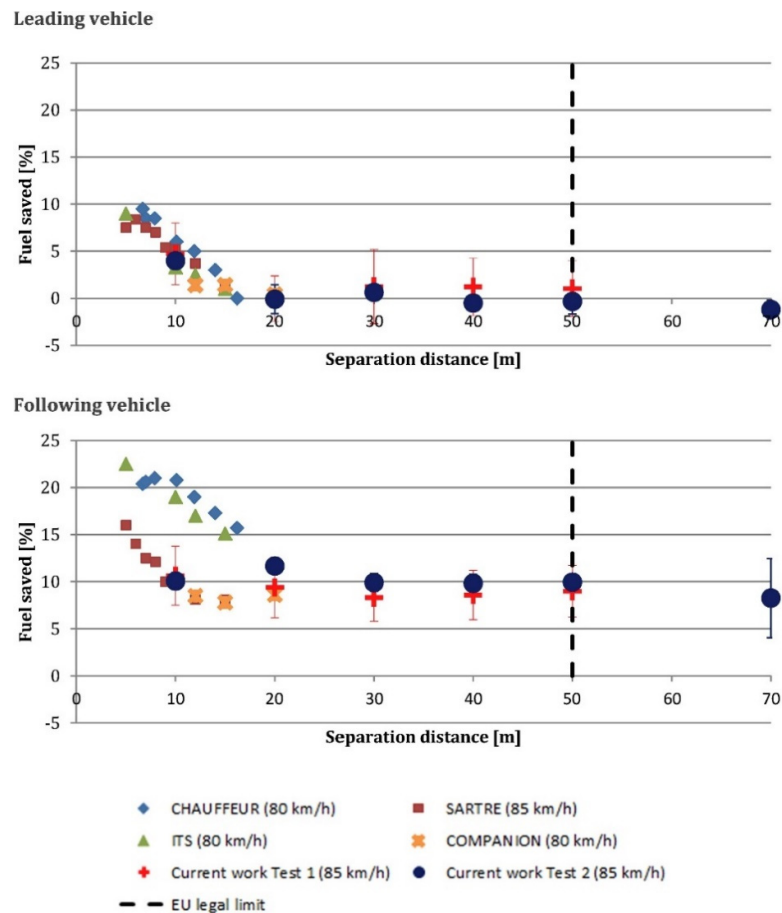 Leading vehicle
25
20
15
10
5
0
-5
Fuel saved [%]
0 10 20 30 40 50 60 70
Separation distance [m]
Following vehicle
25
20
15
10
5
0
-5
Fuel saved [%]
0 10 20 30 40 50 60 70
Separation distance [m]
CHAUFFEUR (80 km/h) SARTRE (85 km/h)
ITS (80 km/h) COMPANION (80 km/h)
Current work Test 1 (85 km/h) Current work Test 2 (85 km/h)
EU legal limit